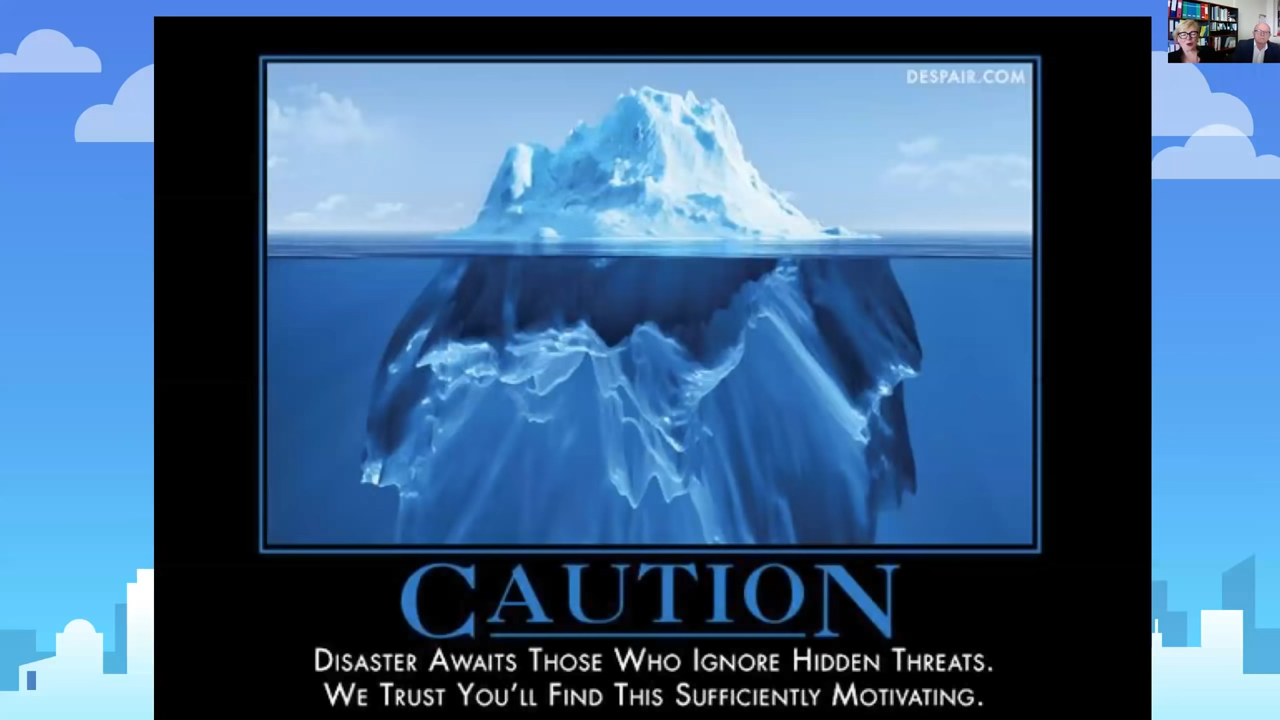 DESPAIR.COM
CAUTION
DISASTER AWAITS THOSE WHO IGNORE HIDDEN THREATS.
WE TRUST YOU'LL FIND THIS SUFFICIENTLY MOTIVATING.